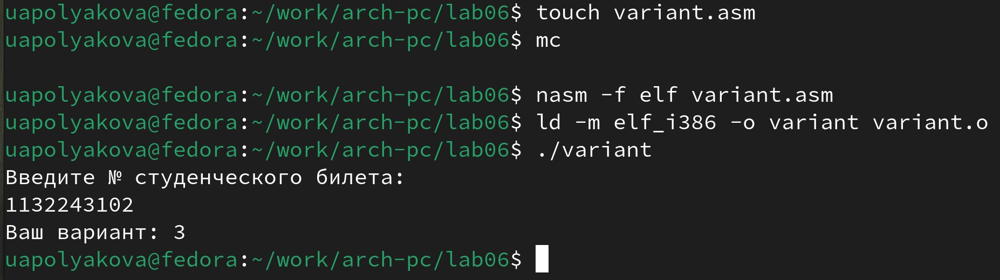 uapolyakova@fedora:~/work/arch-pc/lab06$ touch variant.asm
uapolyakova@fedora:~/work/arch-pc/lab06$ mc
uapolyakova@fedora:~/work/arch-pc/lab06$ nasm -f elf variant.asm
uapolyakova@fedora:~/work/arch-pc/lab06$ ld -m elf_i386 -o variant variant.o
uapolyakova@fedora:~/work/arch-pc/lab06$ ./variant
Введите № студенческого билета:
1132243102
Ваш вариант: 3
uapolyakova@fedora:~/work/arch-pc/lab06$